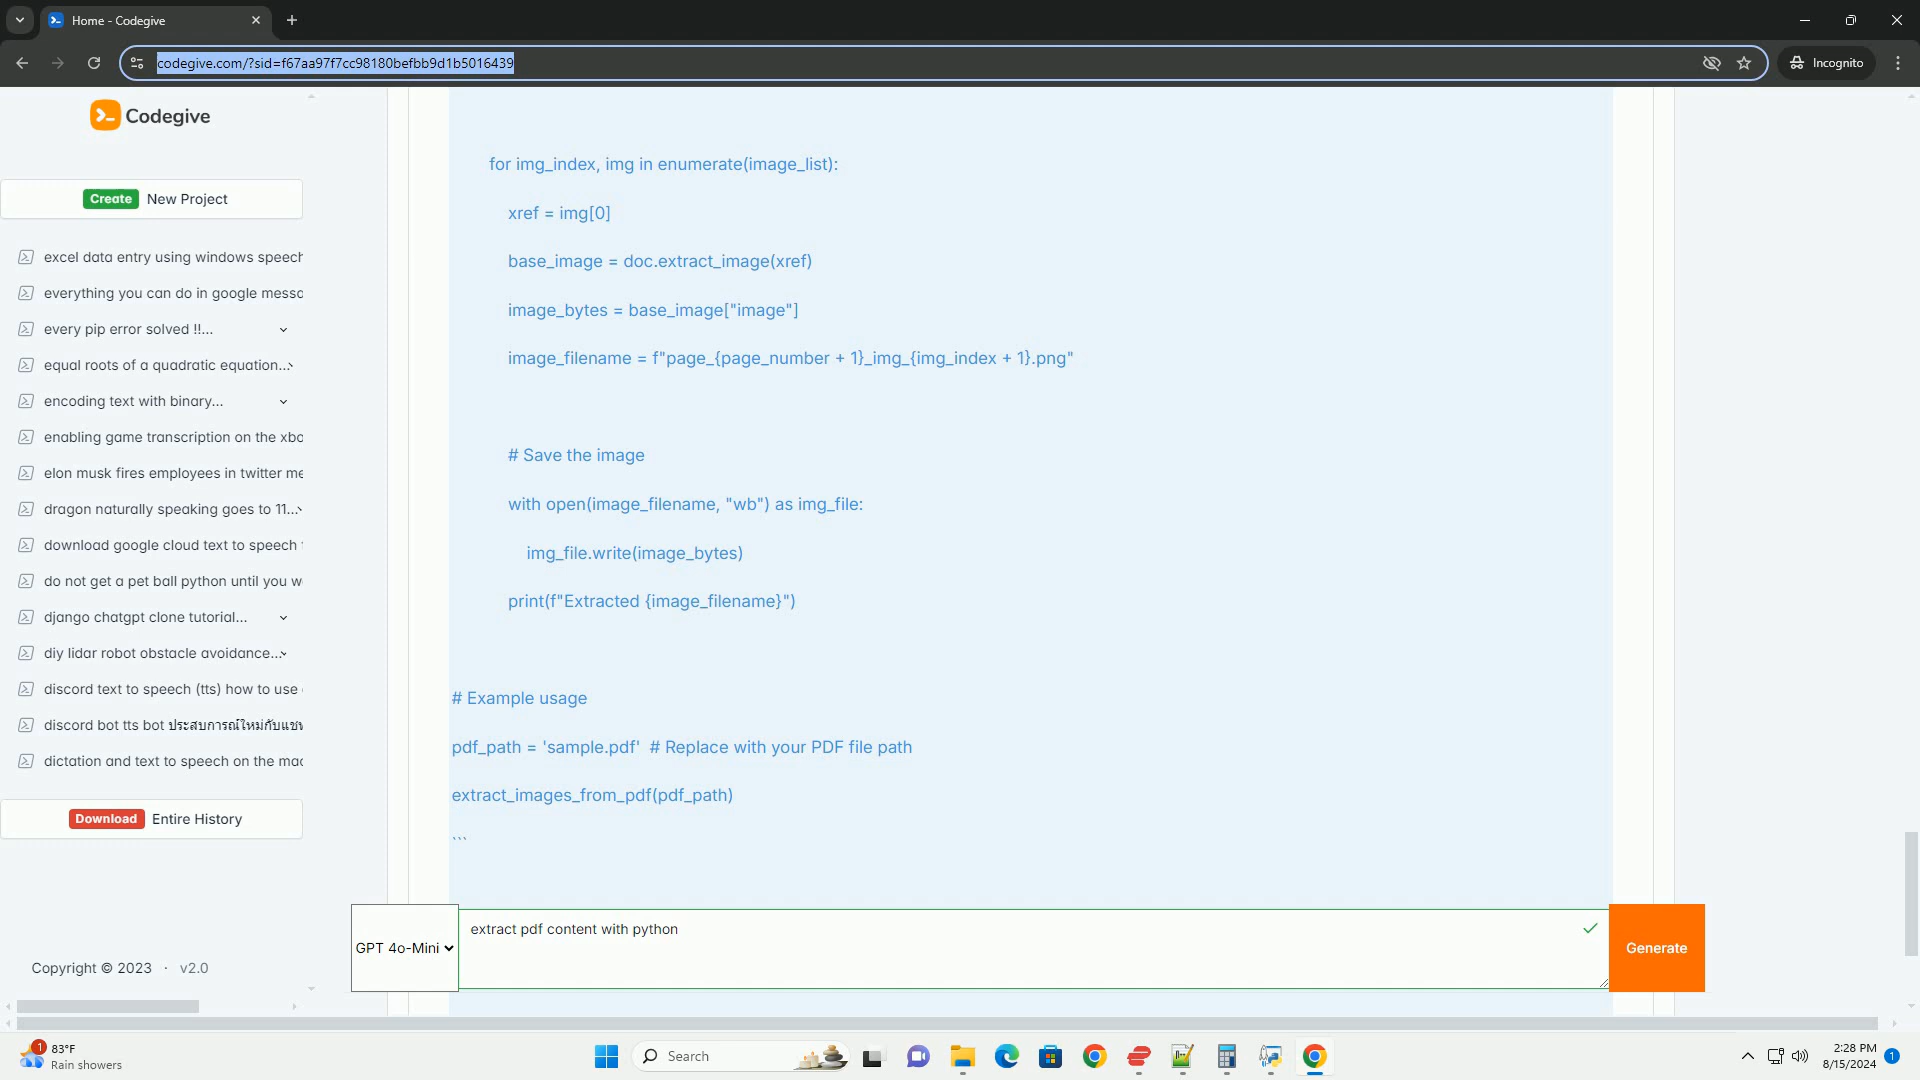 Home - Codegive
codegive.com/?sid=f67aa97f7cc98180befbb9d1b5016439
Incognito
Codegive
Create New Project
excel data entry using windows speech
everything you can do in google messa
every pip error solved !!...
equal roots of a quadratic equation...
encoding text with binary...
enabling game transcription on the xbo
elon musk fires employees in twitter me
dragon naturally speaking goes to 11...
download google cloud text to speech
do not get a pet ball python until you w
django chatgpt clone tutorial...
diy lidar robot obstacle avoidance...
discord text to speech (tts) how to use
discord bot tts bot ประสบการณ์ใหม่กับแชท
dictation and text to speech on the mac
Download Entire History
Copyright © 2023 · v2.0
for img_index, img in enumerate(image_list):
xref = img[0]
base_image = doc.extract_image(xref)
image_bytes = base_image["image"]
image_filename = f"page_{page_number + 1}_img_{img_index + 1}.png"
# Save the image
with open(image_filename, "wb") as img_file:
img_file.write(image_bytes)
print(f"Extracted {image_filename}")
# Example usage
pdf_path = 'sample.pdf' # Replace with your PDF file path
extract_images_from_pdf(pdf_path)
```
GPT 4o-Mini
extract pdf content with python
Generate
1
83°F
Rain showers
Search
2:28 PM
8/15/2024
1